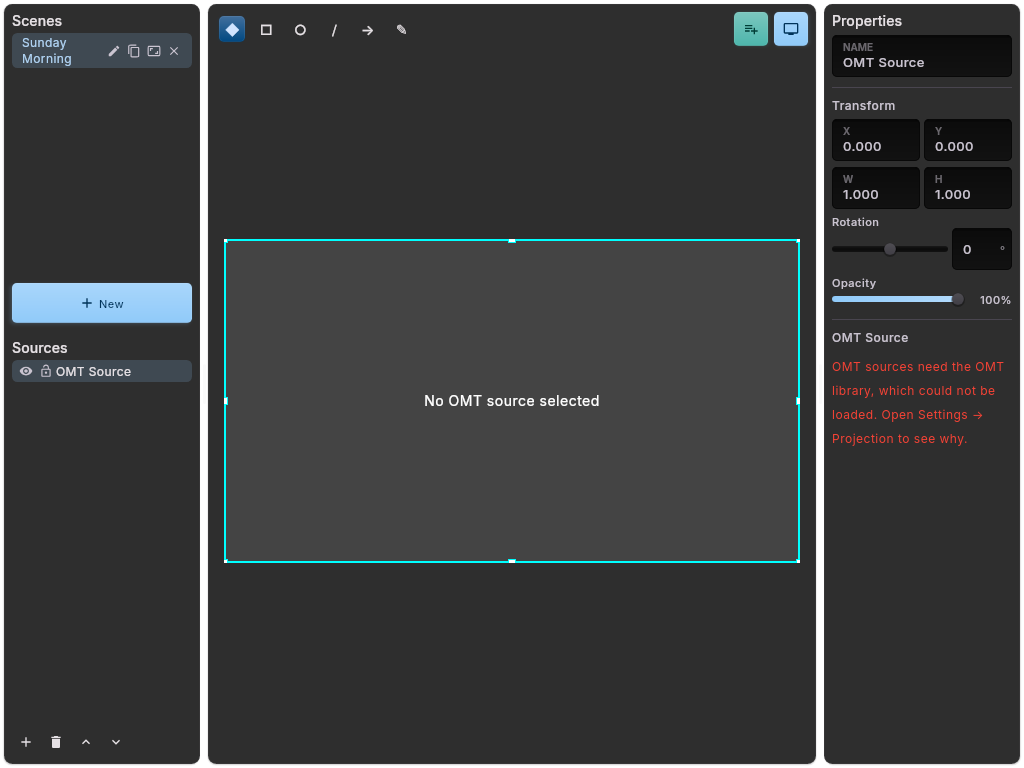 Scenes
Sunday
Morning
New
Sources
OMT Source
No OMT source selected
Properties
NAME
OMT Source
Transform
X
0.000
Y
0.000
W
1.000
H
1.000
Rotation
0 °
Opacity
100%
OMT Source
OMT sources need the OMT
library, which could not be
loaded. Open Settings →
Projection to see why.